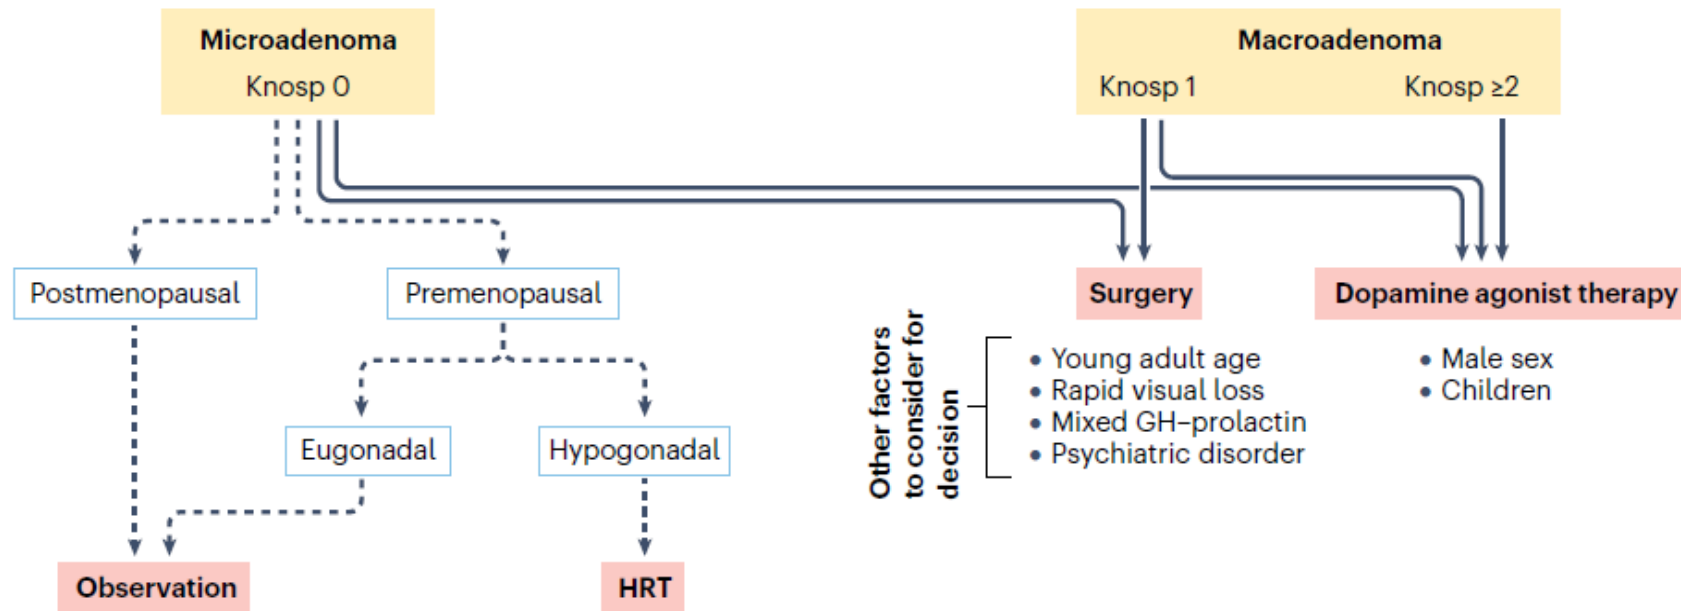 Microadenoma
Knosp 0
Macroadenoma
Knosp 1
Knosp ≥2
Postmenopausal
Premenopausal
Surgery
Dopamine agonist therapy
Other factors
to consider for
decision
• Young adult age
• Rapid visual loss
• Mixed GH–prolactin
• Psychiatric disorder
• Male sex
• Children
Eugonadal
Hypogonadal
Observation
HRT